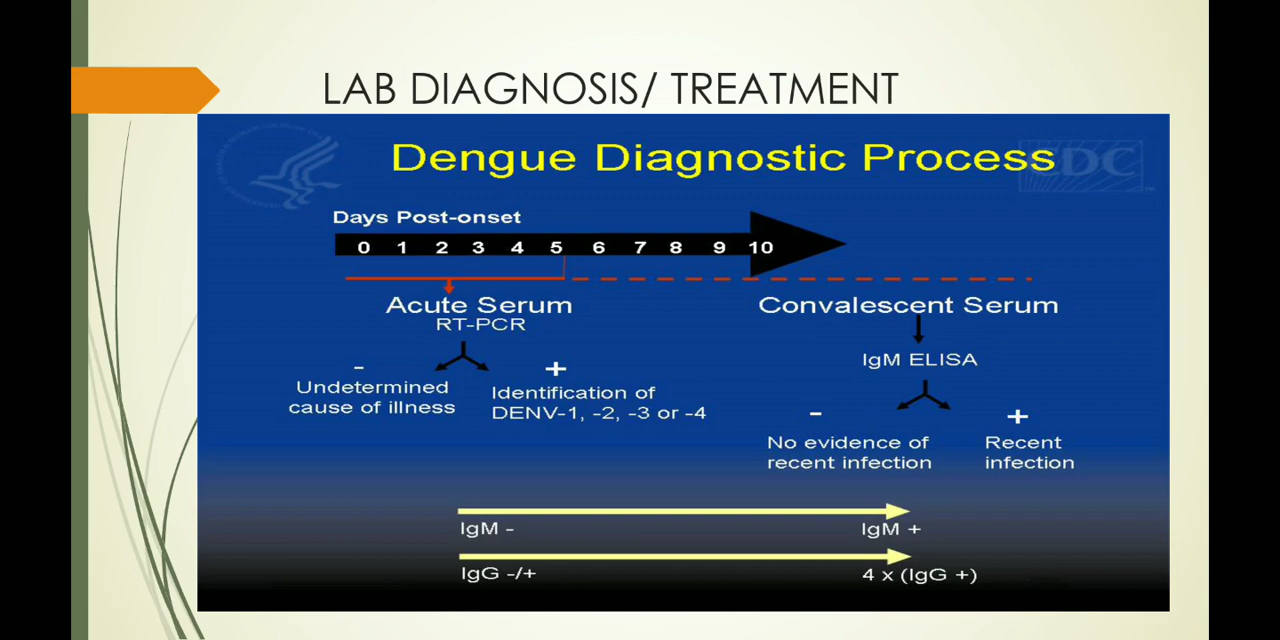 LAB DIAGNOSIS/ TREATMENT
Dengue Diagnostic Process
CDC
Days Post-onset
0 1 2 3 4 5 6 7 8 9 10
Acute Serum
RT-PCR
-
+
Undetermined
cause of illness
Identification of
DENV-1, -2, -3 or -4
Convalescent Serum
IgM ELISA
-
+
No evidence of
recent infection
Recent
infection
IgM -
IgM +
IgG -/+
4 x (IgG +)